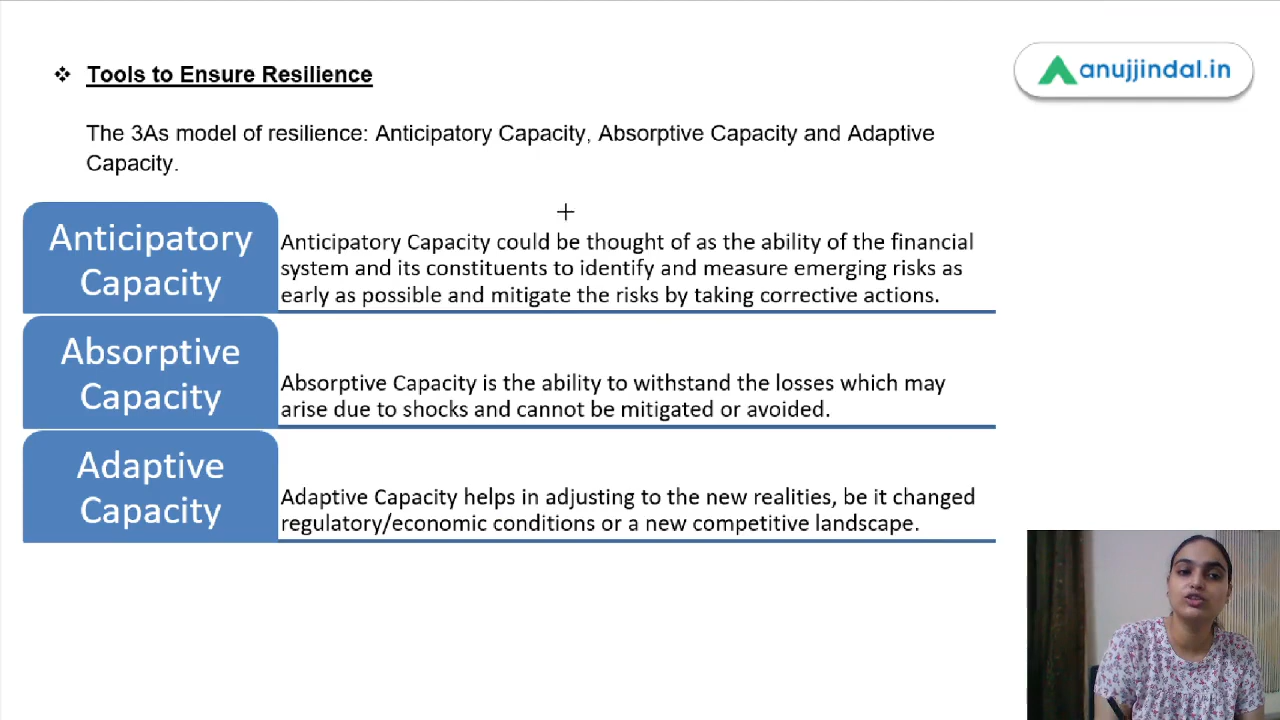 ❖ Tools to Ensure Resilience
anujjindal.in
The 3As model of resilience: Anticipatory Capacity, Absorptive Capacity and Adaptive
Capacity.
Anticipatory
Capacity
Anticipatory Capacity could be thought of as the ability of the financial
system and its constituents to identify and measure emerging risks as
early as possible and mitigate the risks by taking corrective actions.
Absorptive
Capacity
Absorptive Capacity is the ability to withstand the losses which may
arise due to shocks and cannot be mitigated or avoided.
Adaptive
Capacity
Adaptive Capacity helps in adjusting to the new realities, be it changed
regulatory/economic conditions or a new competitive landscape.